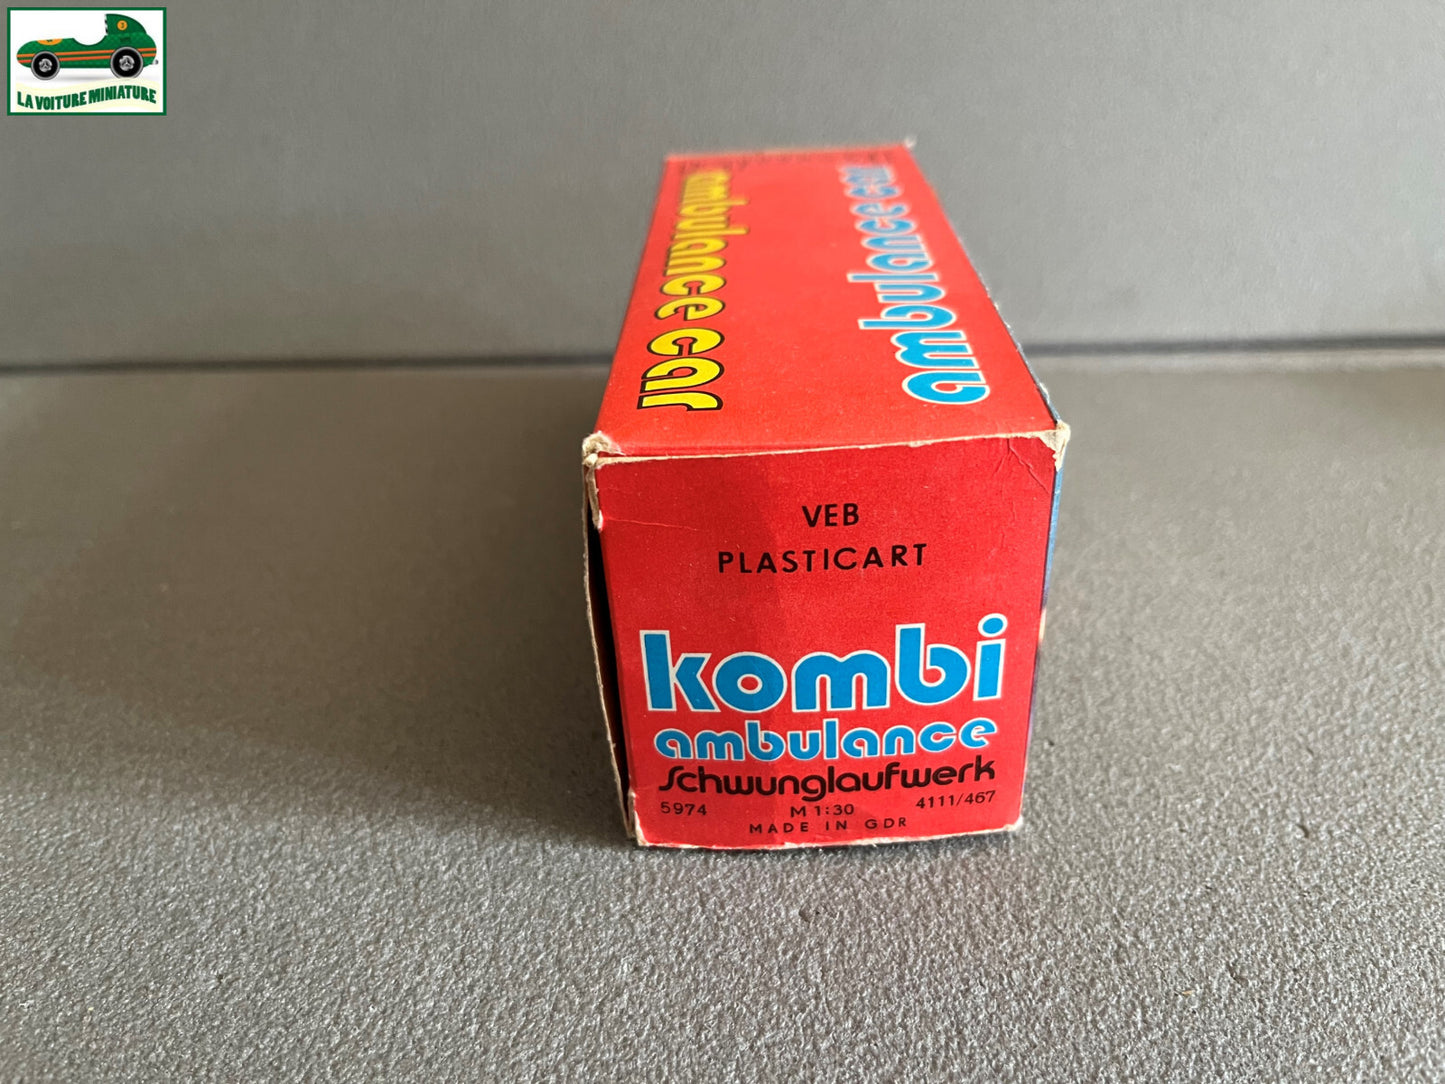 3
LA VOITURE MINIATURE
ambulance car
ambulance car
VEB
PLASTICART
kombi
ambulance
Schwunglaufwerk
5974 M 1:30 4111/467
MADE IN GDR